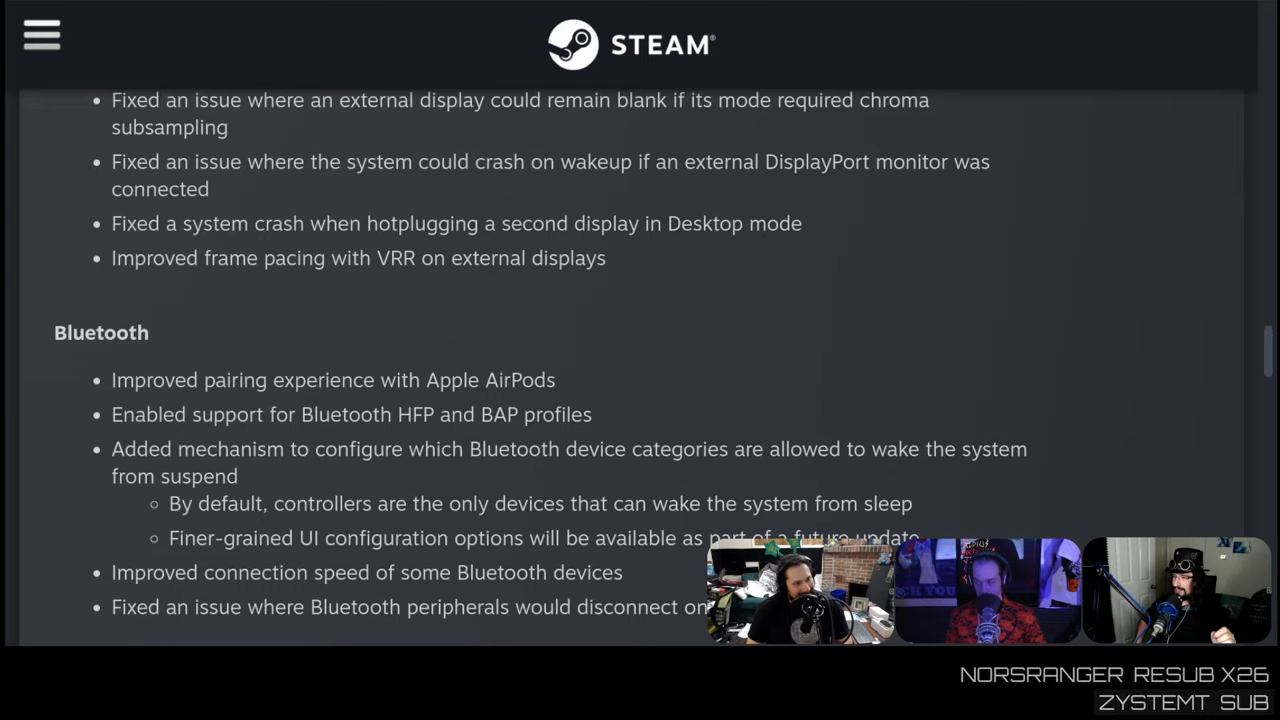 STEAM®
• Fixed an issue where an external display could remain blank if its mode required chroma
subsampling
• Fixed an issue where the system could crash on wakeup if an external DisplayPort monitor was
connected
• Fixed a system crash when hotplugging a second display in Desktop mode
• Improved frame pacing with VRR on external displays
Bluetooth
• Improved pairing experience with Apple AirPods
• Enabled support for Bluetooth HFP and BAP profiles
• Added mechanism to configure which Bluetooth device categories are allowed to wake the system
from suspend
◦ By default, controllers are the only devices that can wake the system from sleep
◦ Finer-grained UI configuration options will be available as part of a future update
• Improved connection speed of some Bluetooth devices
• Fixed an issue where Bluetooth peripherals would disconnect on
NORSRANGER RESUB X26
ZYSTEMT SUB